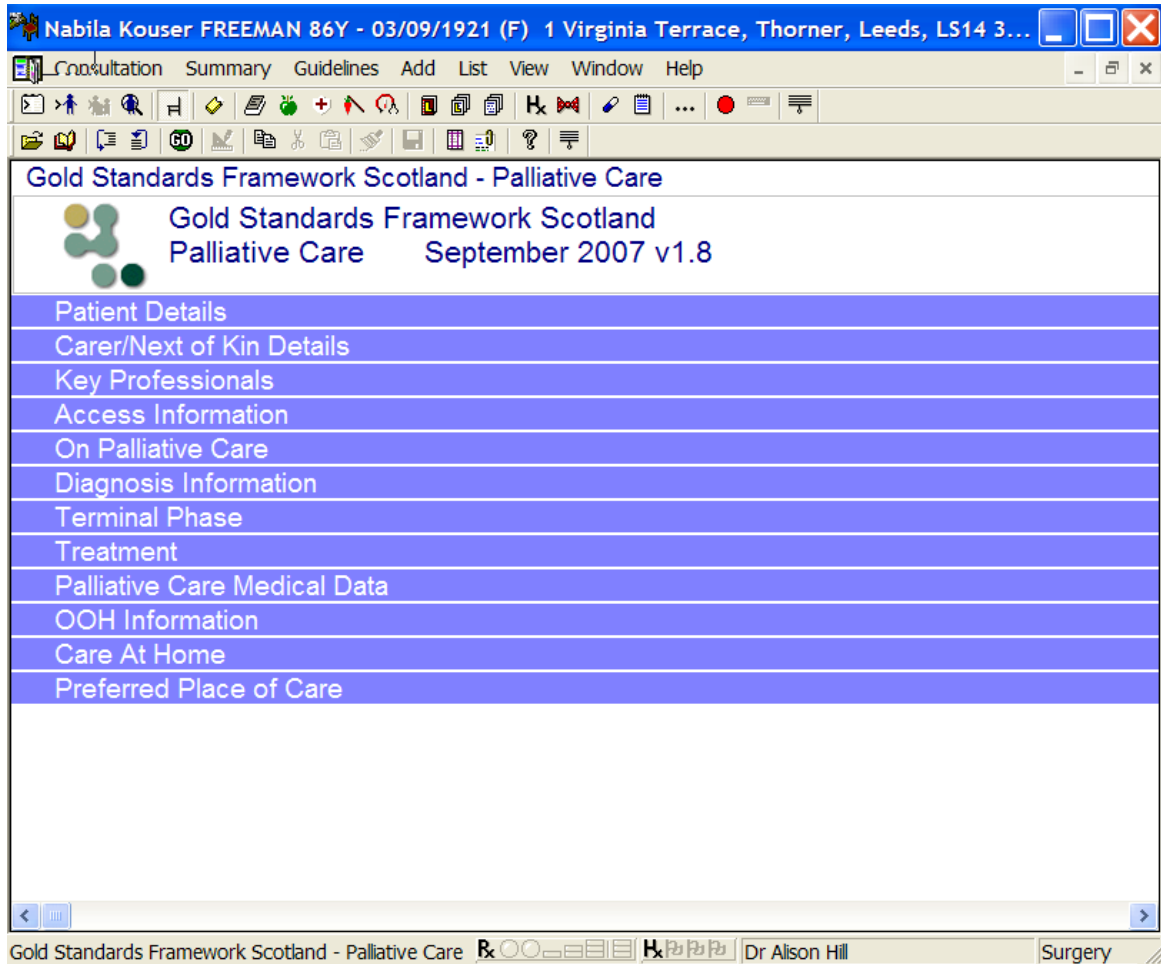 Nabila Kouser FREEMAN 86Y - 03/09/1921 (F) 1 Virginia Terrace, Thorner, Leeds, LS14 3...
Consultation Summary Guidelines Add List View Window Help
GO
Gold Standards Framework Scotland - Palliative Care
Gold Standards Framework Scotland
Palliative Care September 2007 v1.8
Patient Details
Carer/Next of Kin Details
Key Professionals
Access Information
On Palliative Care
Diagnosis Information
Terminal Phase
Treatment
Palliative Care Medical Data
OOH Information
Care At Home
Preferred Place of Care
Gold Standards Framework Scotland - Palliative Care Rx Hx Dr Alison Hill Surgery